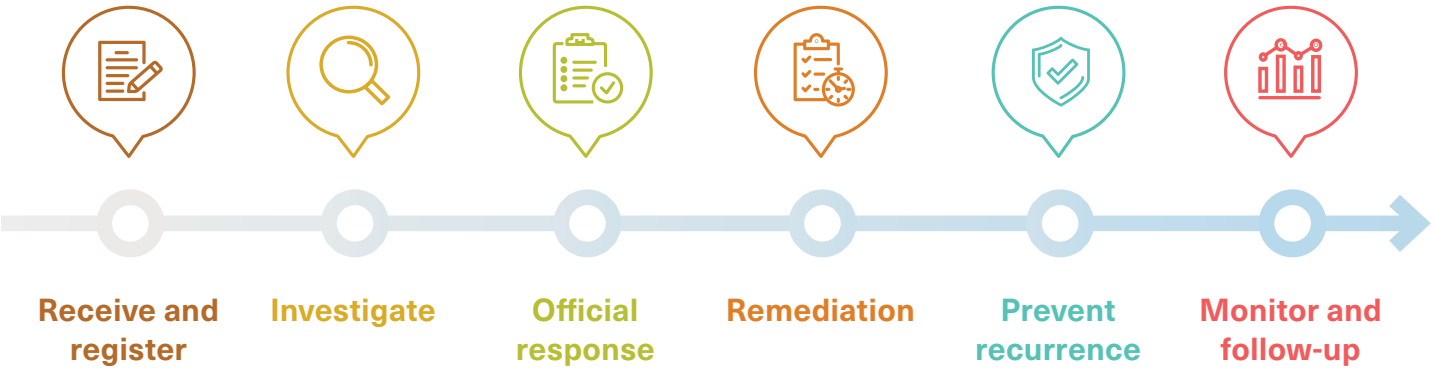 Receive and
register
Investigate
Official
response
Remediation
Prevent
recurrence
Monitor and
follow-up